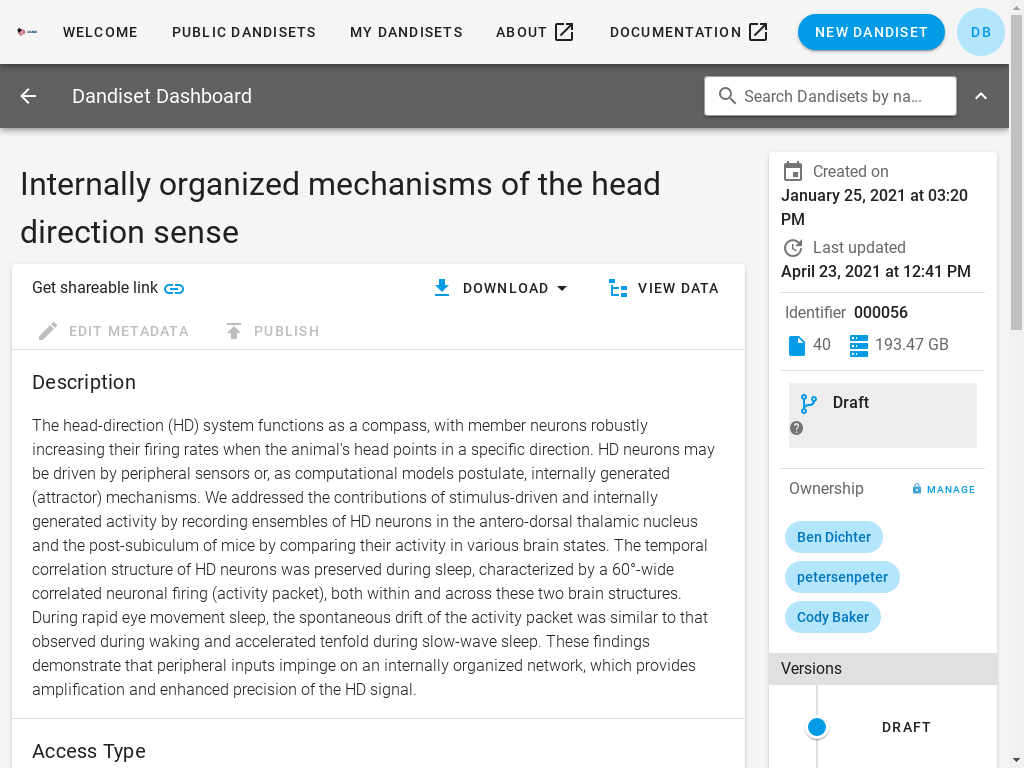 WELCOME PUBLIC DANDISETS MY DANDISETS ABOUT DOCUMENTATION NEW DANDISET DB
Dandiset Dashboard Search Dandisets by na...
Internally organized mechanisms of the head
direction sense
Get shareable link DOWNLOAD VIEW DATA
EDIT METADATA PUBLISH
Description
The head-direction (HD) system functions as a compass, with member neurons robustly
increasing their firing rates when the animal's head points in a specific direction. HD neurons may
be driven by peripheral sensors or, as computational models postulate, internally generated
(attractor) mechanisms. We addressed the contributions of stimulus-driven and internally
generated activity by recording ensembles of HD neurons in the antero-dorsal thalamic nucleus
and the post-subiculum of mice by comparing their activity in various brain states. The temporal
correlation structure of HD neurons was preserved during sleep, characterized by a 60°-wide
correlated neuronal firing (activity packet), both within and across these two brain structures.
During rapid eye movement sleep, the spontaneous drift of the activity packet was similar to that
observed during waking and accelerated tenfold during slow-wave sleep. These findings
demonstrate that peripheral inputs impinge on an internally organized network, which provides
amplification and enhanced precision of the HD signal.
Access Type
Created on
January 25, 2021 at 03:20
PM
Last updated
April 23, 2021 at 12:41 PM
Identifier 000056
40 193.47 GB
Draft
Ownership MANAGE
Ben Dichter
petersenpeter
Cody Baker
Versions
DRAFT